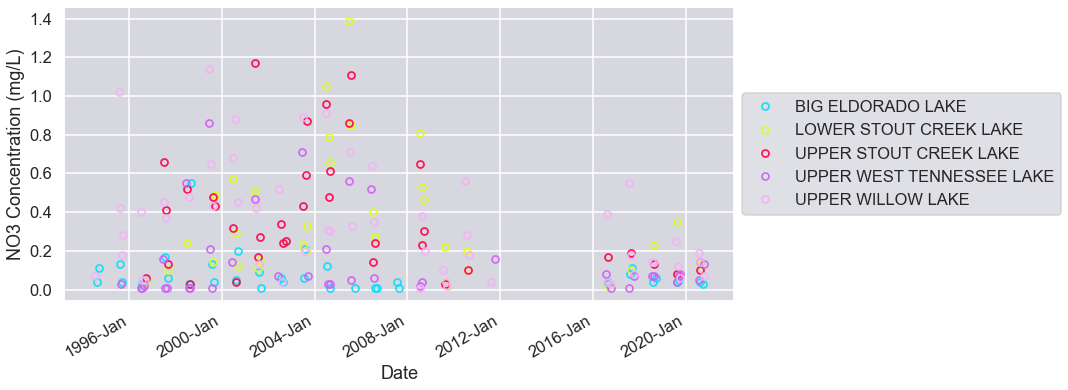 1.4
1.2
1.0
0.8
0.6
0.4
0.2
0.0
NO3 Concentration (mg/L)
1996-Jan
2000-Jan
2004-Jan
2008-Jan
2012-Jan
2016-Jan
2020-Jan
Date
BIG ELDORADO LAKE
LOWER STOUT CREEK LAKE
UPPER STOUT CREEK LAKE
UPPER WEST TENNESSEE LAKE
UPPER WILLOW LAKE